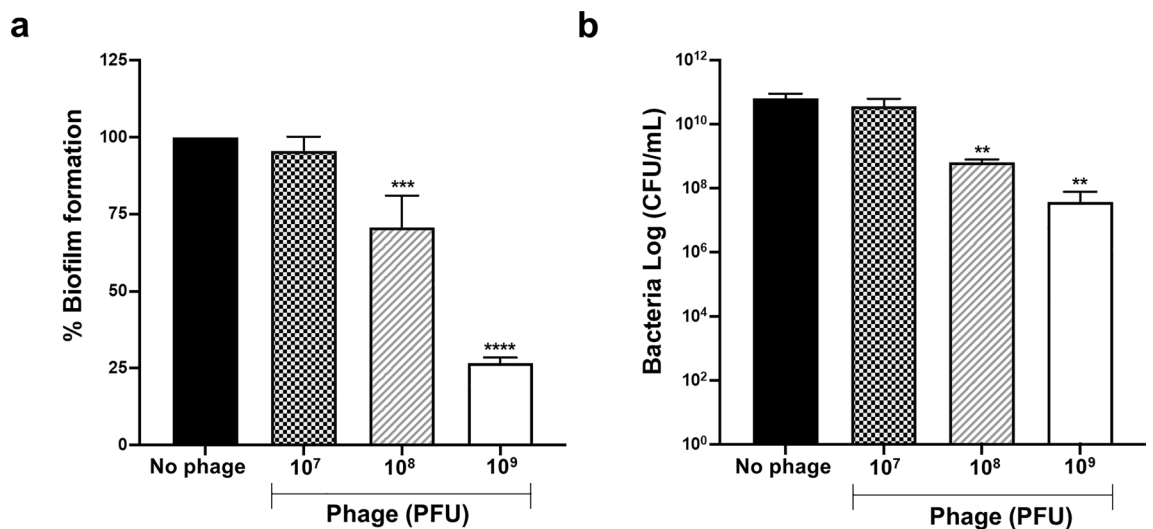 a
% Biofilm formation
125
100
75
50
25
0
***
****
No phage 10⁷ 10⁸ 10⁹
Phage (PFU)
b
Bacteria Log (CFU/mL)
10¹²
10¹⁰
10⁸
10⁶
10⁴
10²
10⁰
**
**
No phage 10⁷ 10⁸ 10⁹
Phage (PFU)